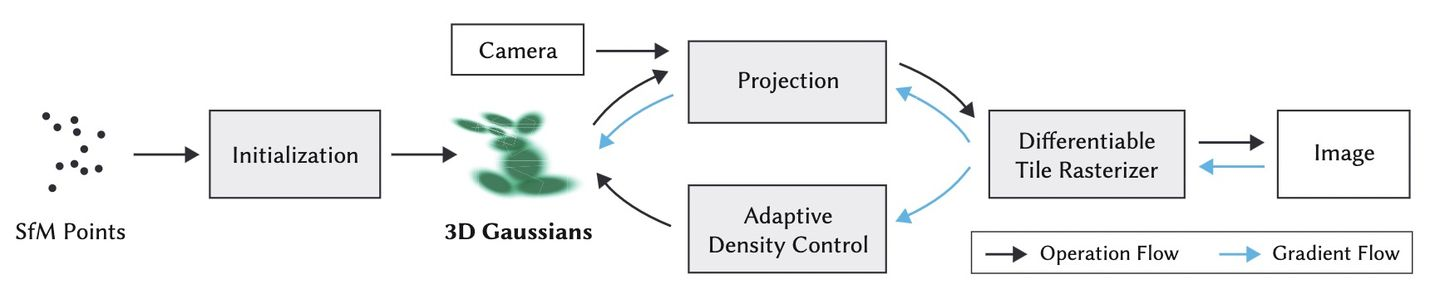 Camera
Projection
Initialization
Differentiable
Tile Rasterizer
Image
SfM Points
3D Gaussians
Adaptive
Density Control
Operation Flow
Gradient Flow